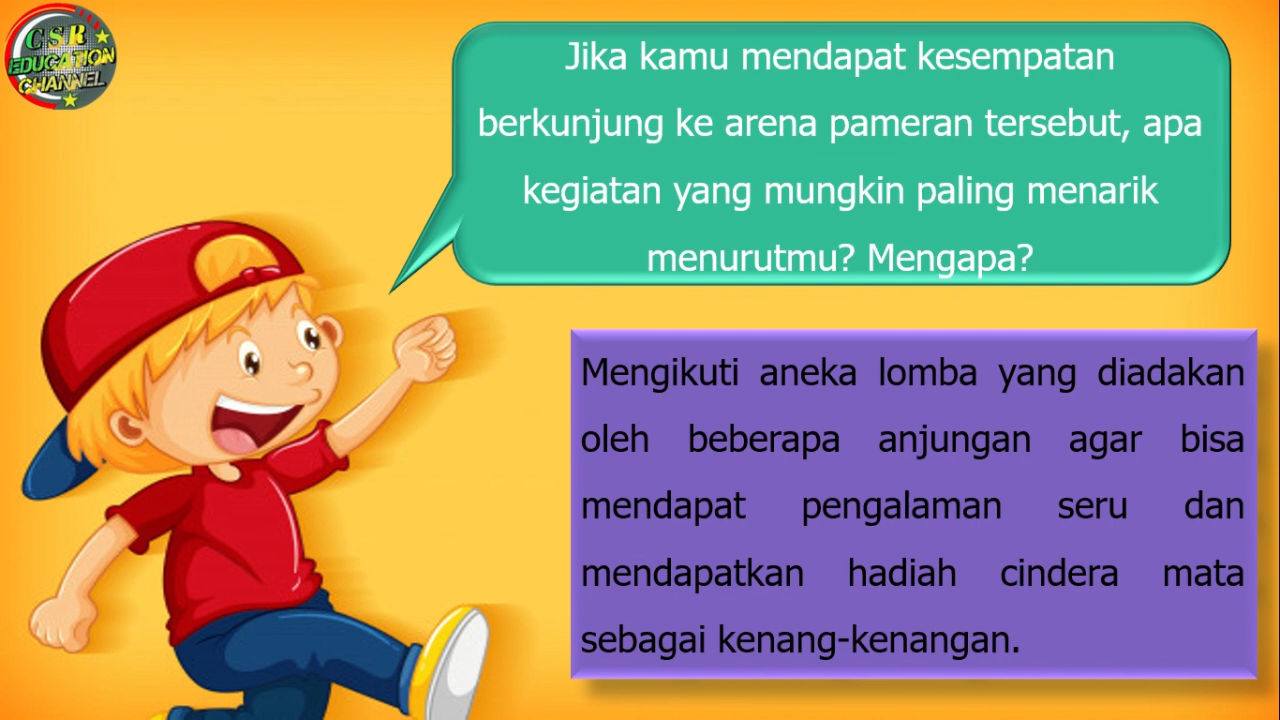 CSR
EDUCATION
CHANNEL
Jika kamu mendapat kesempatan
berkunjung ke arena pameran tersebut, apa
kegiatan yang mungkin paling menarik
menurutmu? Mengapa?
Mengikuti aneka lomba yang diadakan
oleh beberapa anjungan agar bisa
mendapat pengalaman seru dan
mendapatkan hadiah cindera mata
sebagai kenang-kenangan.